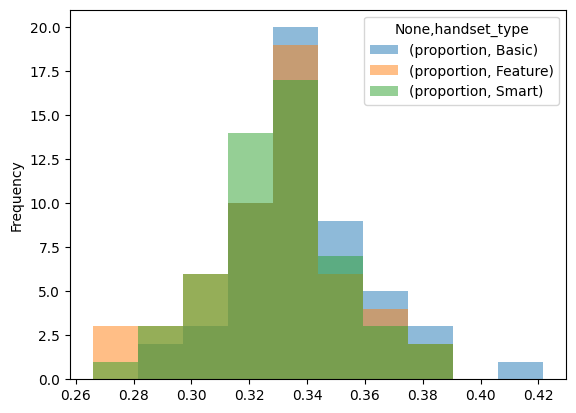 None,handset_type
(proportion, Basic)
(proportion, Feature)
(proportion, Smart)
Frequency
20.0
17.5
15.0
12.5
10.0
7.5
5.0
2.5
0.0
0.26 0.28 0.30 0.32 0.34 0.36 0.38 0.40 0.42